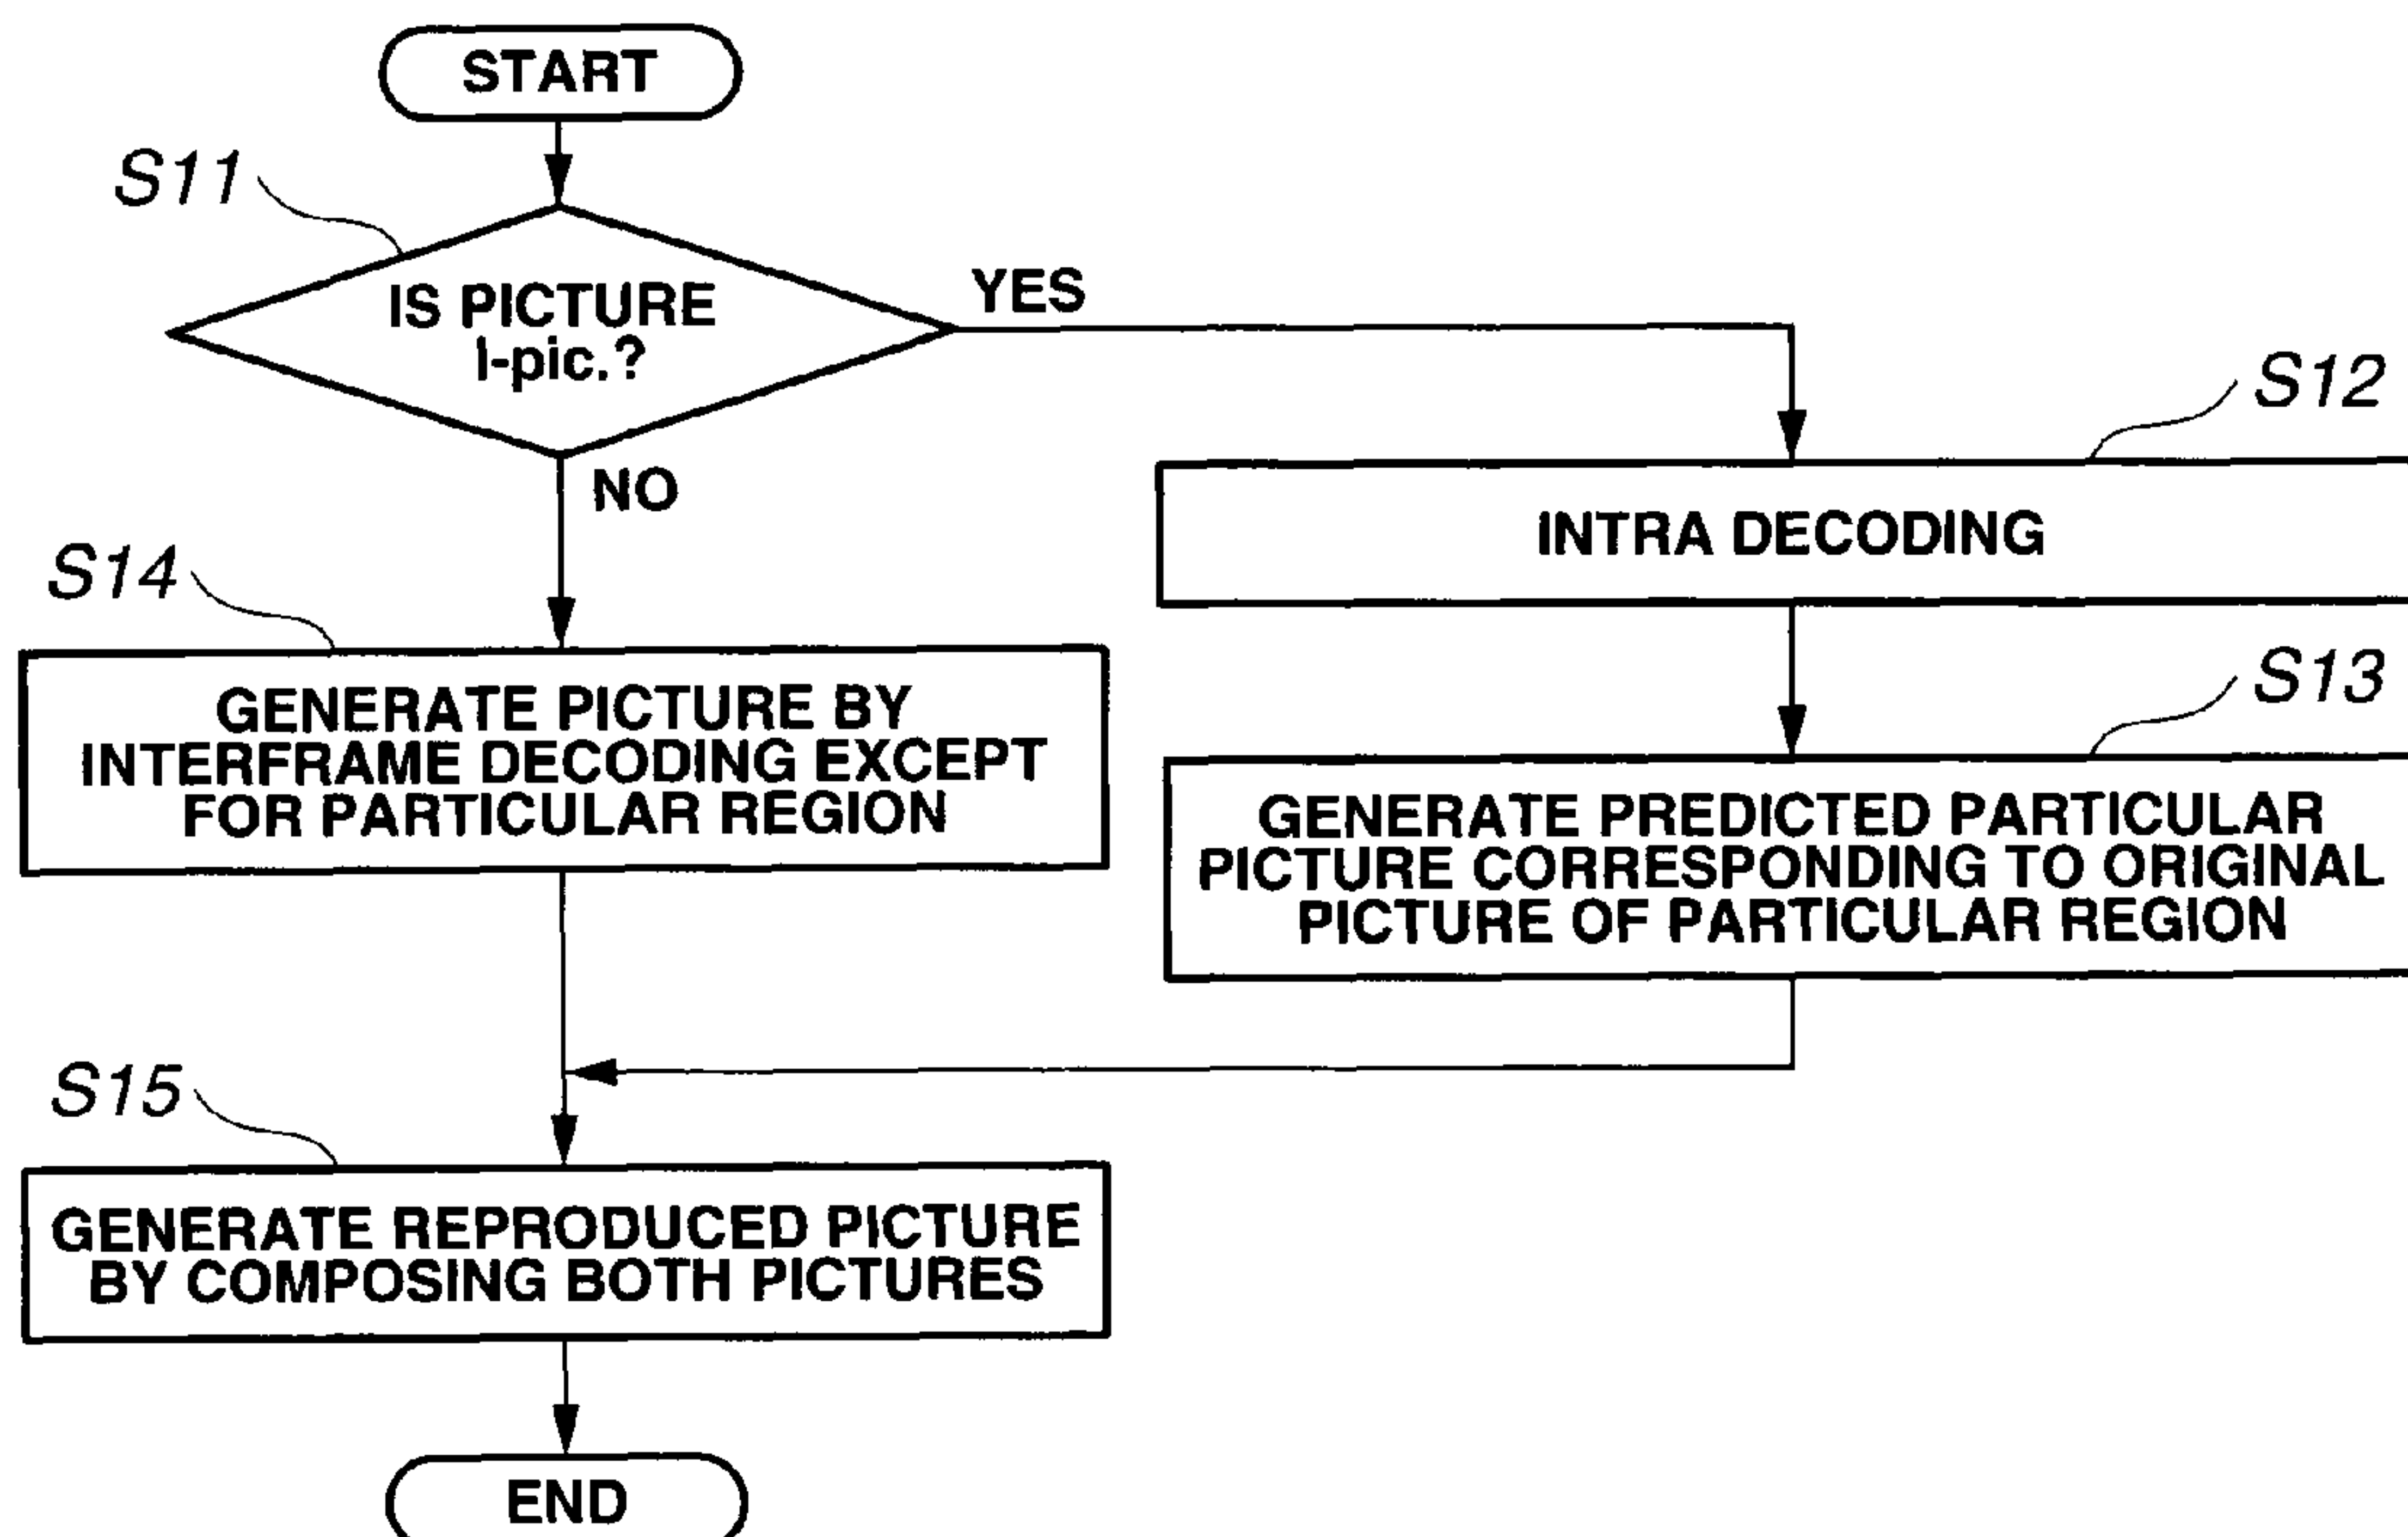 START
S11
IS PICTURE
I-pic.?
YES
NO
S12
INTRA DECODING
S13
GENERATE PREDICTED PARTICULAR
PICTURE CORRESPONDING TO ORIGINAL
PICTURE OF PARTICULAR REGION
S14
GENERATE PICTURE BY
INTERFRAME DECODING EXCEPT
FOR PARTICULAR REGION
S15
GENERATE REPRODUCED PICTURE
BY COMPOSING BOTH PICTURES
END